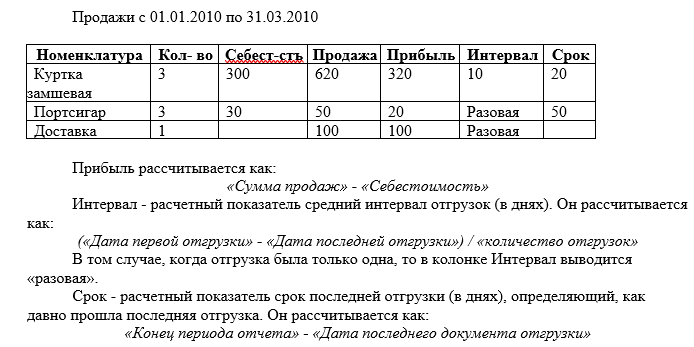 Продажи с 01.01.2010 по 31.03.2010
Номенклатура Кол- во Себест-сть Продажа Прибыль Интервал Срок
Куртка замшевая 3 300 620 320 10 20
Портсигар 3 30 50 20 Разовая 50
Доставка 1 100 100 Разовая
Прибыль рассчитывается как:
«Сумма продаж» - «Себестоимость»
Интервал - расчетный показатель средний интервал отгрузок (в днях). Он рассчитывается
как:
(«Дата первой отгрузки» - «Дата последней отгрузки») / «количество отгрузок»
В том случае, когда отгрузка была только одна, то в колонке Интервал выводится
«разовая».
Срок - расчетный показатель срок последней отгрузки (в днях), определяющий, как
давно прошла последняя отгрузка. Он рассчитывается как:
«Конец периода отчета» - «Дата последнего документа отгрузки»